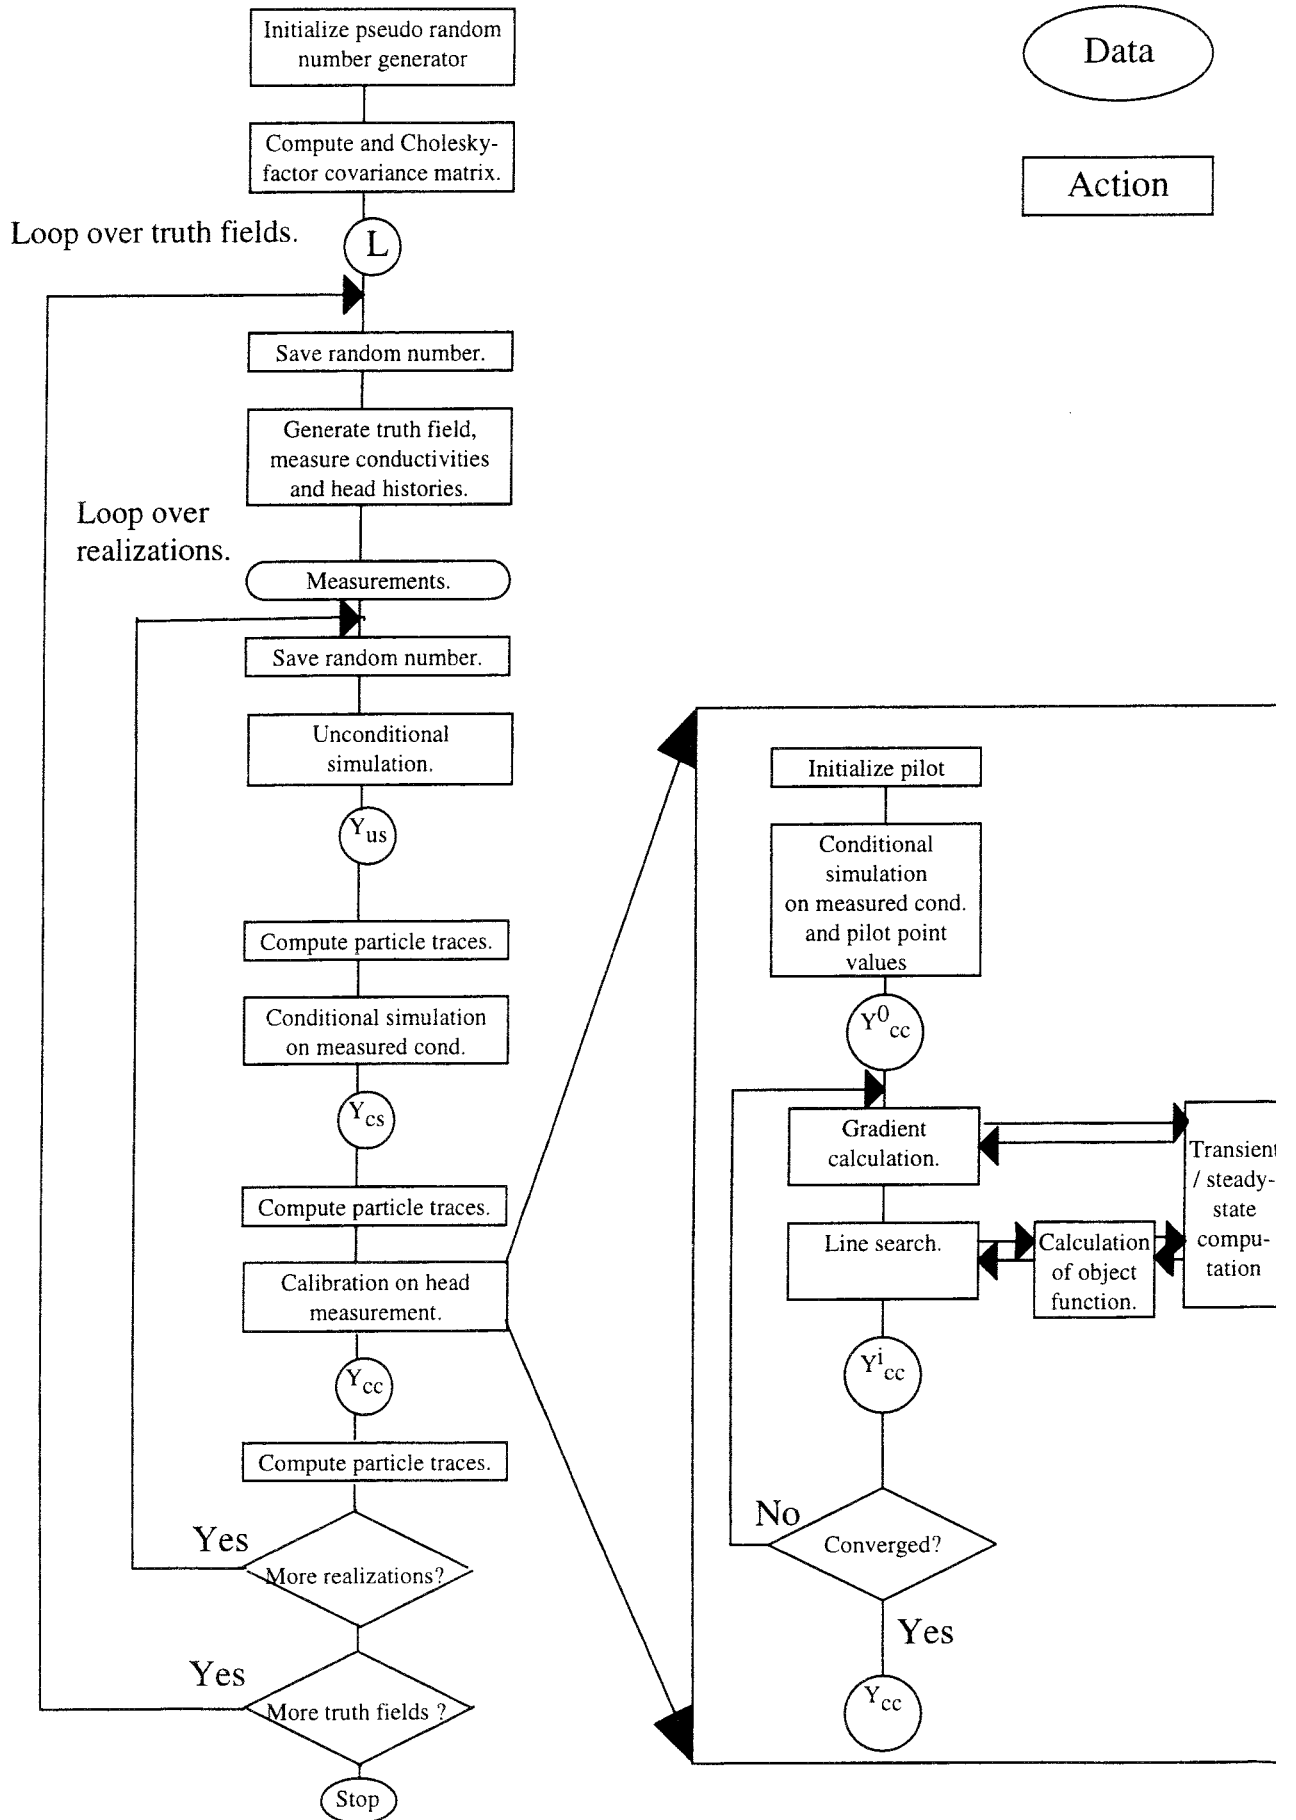 Initialize pseudo random
number generator
Data
Compute and Cholesky-
factor covariance matrix.
Action
Loop over truth fields.
L
Save random number.
Generate truth field,
measure conductivities
and head histories.
Loop over
realizations.
Measurements.
Save random number.
Unconditional
simulation.
Yus
Compute particle traces.
Conditional simulation
on measured cond.
Ycs
Compute particle traces.
Calibration on head
measurement.
Ycc
Compute particle traces.
Yes
More realizations?
Yes
More truth fields ?
Stop
Initialize pilot
Conditional
simulation
on measured cond.
and pilot point
values
Y0cc
Gradient
calculation.
Line search.
Calculation
of object
function.
Transient
/ steady-
state
compu-
tation
Yicc
No
Converged?
Yes
Ycc